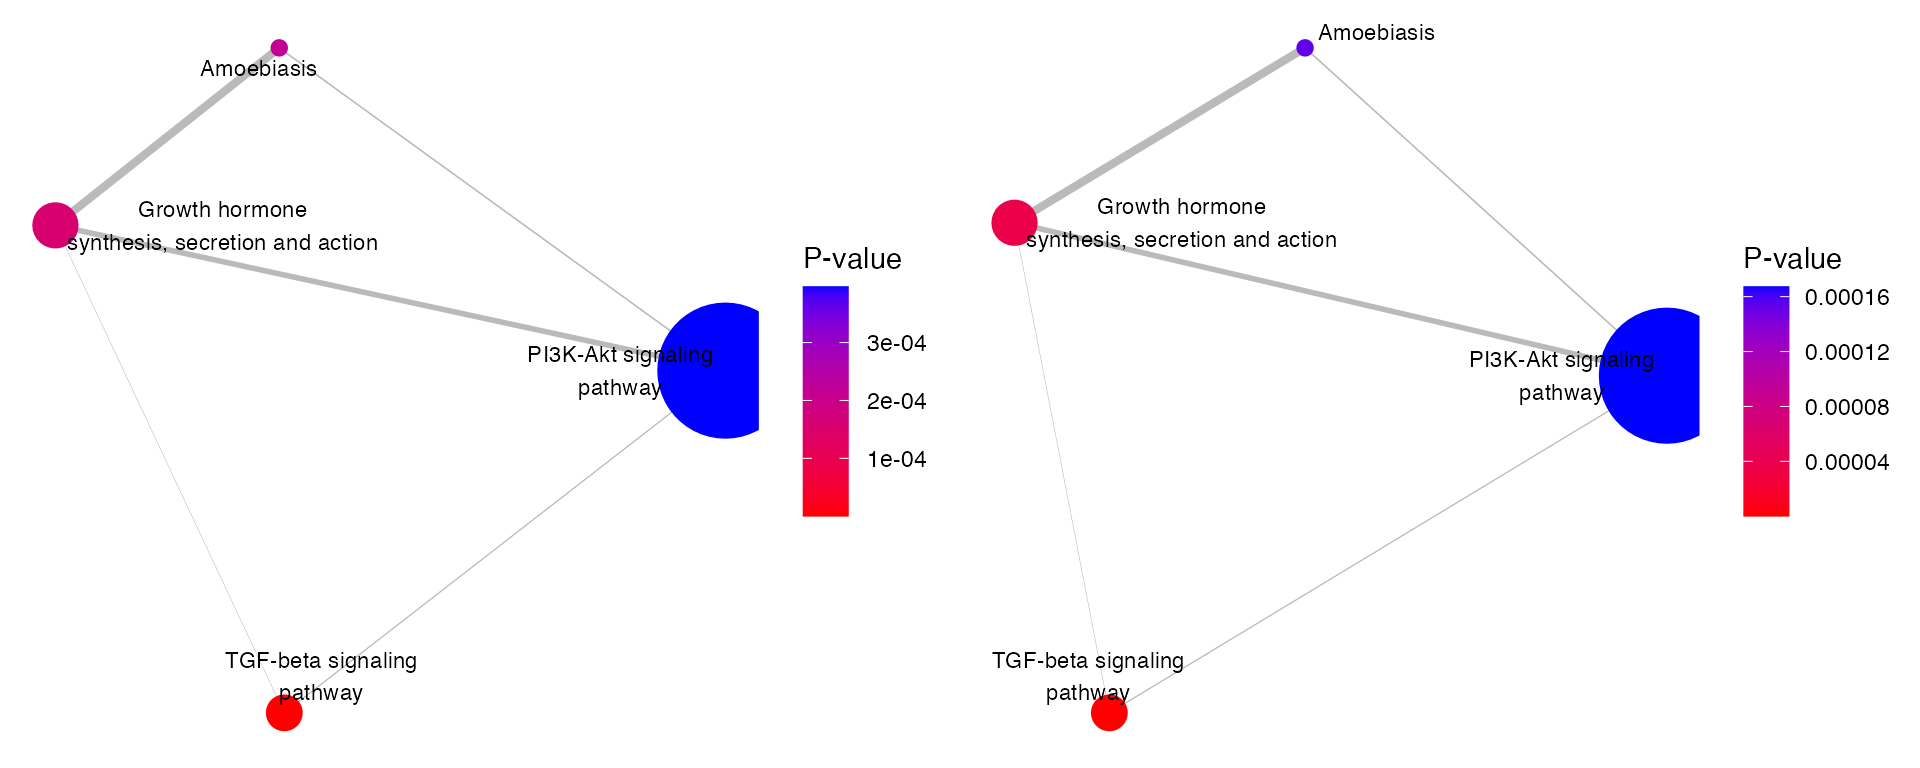 Amoebiasis
Growth hormone
synthesis, secretion and action
PI3K-Akt signaling
pathway
TGF-beta signaling
pathway
P-value
3e-04
2e-04
1e-04
Amoebiasis
Growth hormone
synthesis, secretion and action
PI3K-Akt signaling
pathway
TGF-beta signaling
pathway
P-value
0.00016
0.00012
0.00008
0.00004